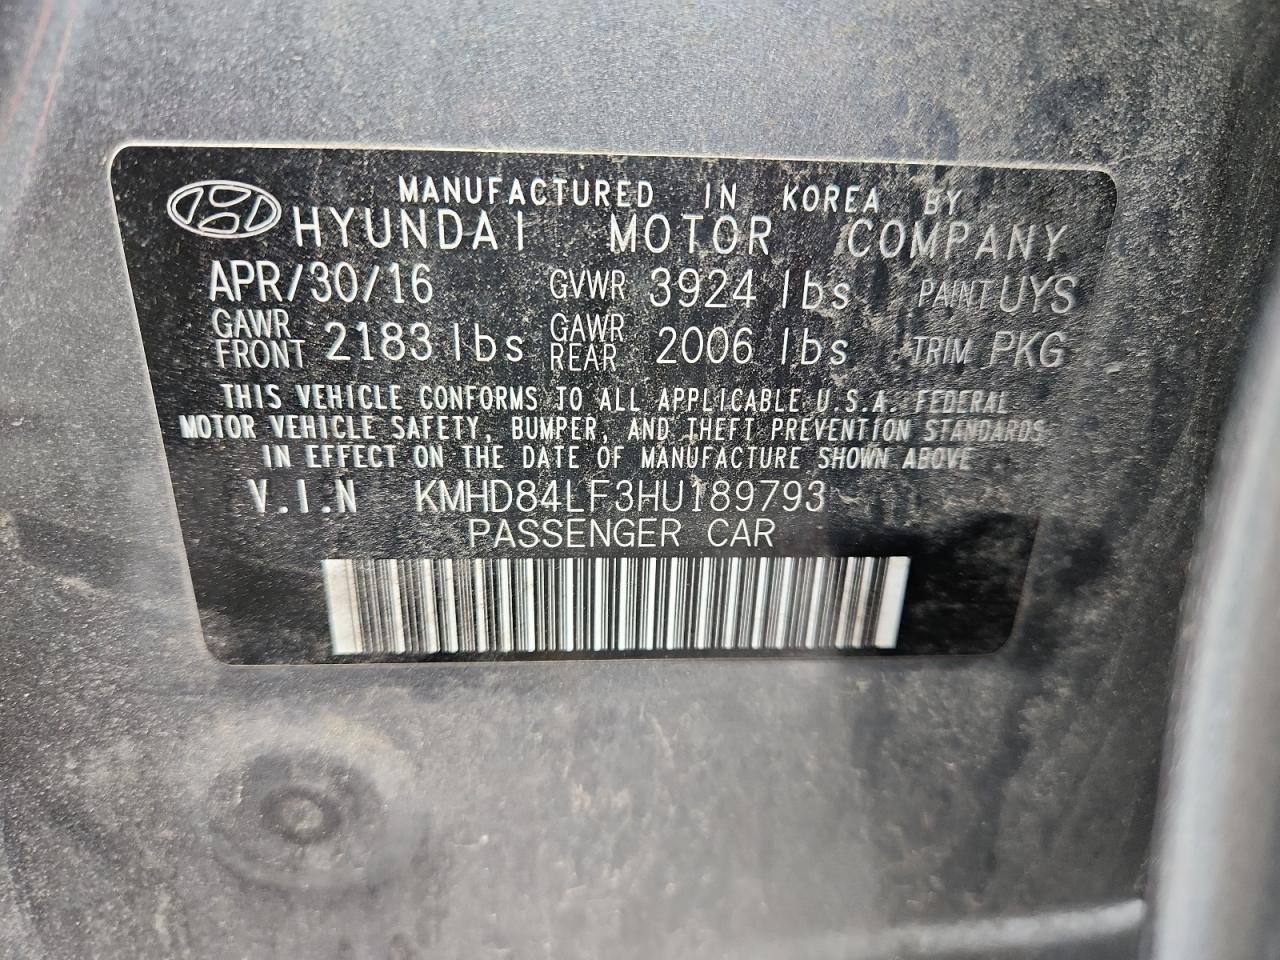 MANUFACTURED IN KOREA BY
HYUNDAI MOTOR COMPANY
APR/30/16 GVWR 3924 lbs PAINT UYS
GAWR FRONT 2183 lbs GAWR REAR 2006 lbs TRIM PKG
THIS VEHICLE CONFORMS TO ALL APPLICABLE U.S.A. FEDERAL
MOTOR VEHICLE SAFETY, BUMPER, AND THEFT PREVENTION STANDARDS
IN EFFECT ON THE DATE OF MANUFACTURE SHOWN ABOVE
V.I.N KMHD84LF3HU189793
PASSENGER CAR